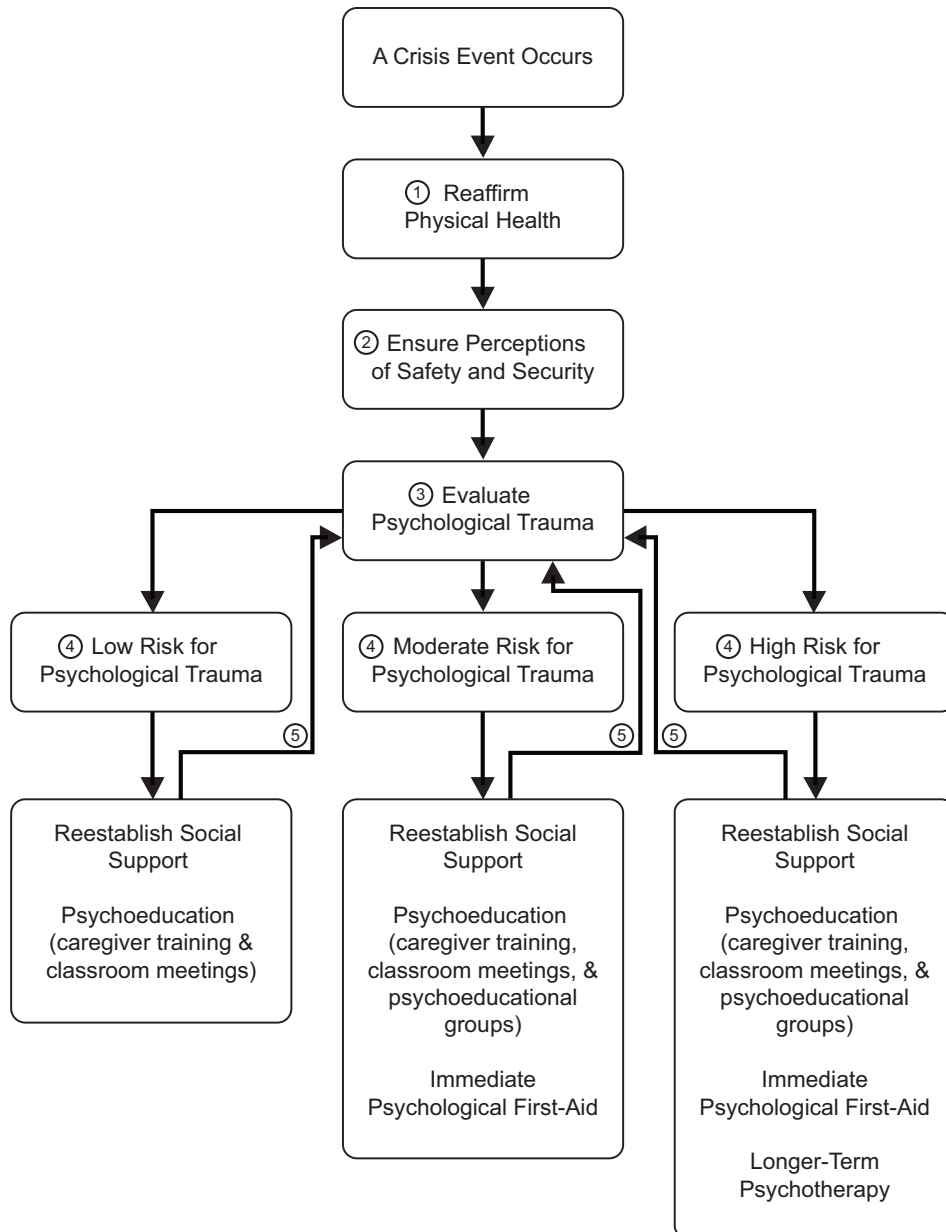 A Crisis Event Occurs
① Reaffirm
Physical Health
② Ensure Perceptions
of Safety and Security
③ Evaluate
Psychological Trauma
④ Low Risk for
Psychological Trauma
④ Moderate Risk for
Psychological Trauma
④ High Risk for
Psychological Trauma
⑤
⑤
⑤
Reestablish Social
Support
Psychoeducation
(caregiver training &
classroom meetings)
Reestablish Social
Support
Psychoeducation
(caregiver training,
classroom meetings, &
psychoeducational
groups)
Immediate
Psychological First-Aid
Reestablish Social
Support
Psychoeducation
(caregiver training,
classroom meetings, &
psychoeducational
groups)
Immediate
Psychological First-Aid
Longer-Term
Psychotherapy